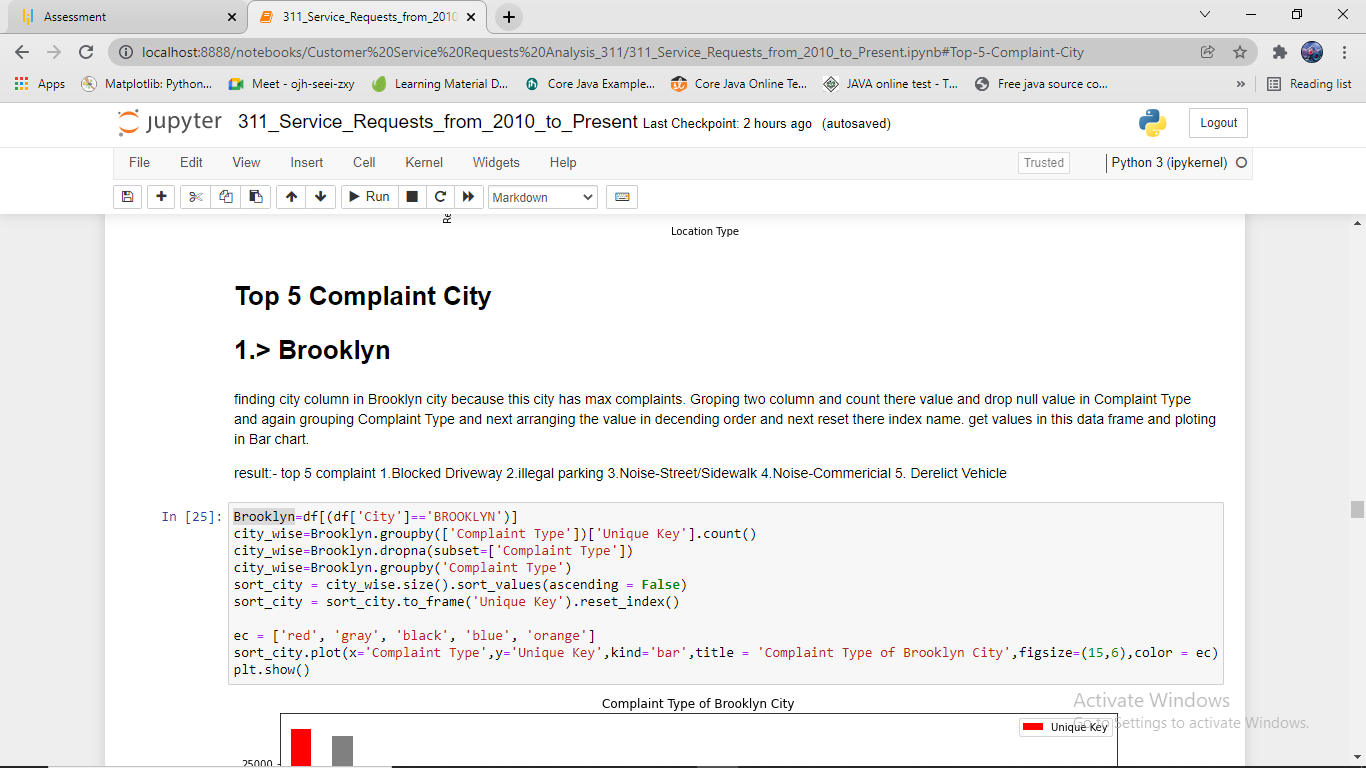 Assessment
311_Service_Requests_from_2010
localhost:8888/notebooks/Customer%20Service%20Requests%20Analysis_311/311_Service_Requests_from_2010_to_Present.ipynb#Top-5-Complaint-City
Apps Matplotlib: Python... Meet - ojh-seei-zxy Learning Material D... Core Java Example... Core Java Online Te... JAVA online test - T... Free java source co... » Reading list
jupyter 311_Service_Requests_from_2010_to_Present Last Checkpoint: 2 hours ago (autosaved) Logout
File Edit View Insert Cell Kernel Widgets Help Trusted Python 3 (ipykernel)
Run Markdown
Re
Location Type
Top 5 Complaint City
1.> Brooklyn
finding city column in Brooklyn city because this city has max complaints. Groping two column and count there value and drop null value in Complaint Type
and again grouping Complaint Type and next arranging the value in decending order and next reset there index name. get values in this data frame and ploting
in Bar chart.
result:- top 5 complaint 1.Blocked Driveway 2.illegal parking 3.Noise-Street/Sidewalk 4.Noise-Commericial 5. Derelict Vehicle
In [25]: Brooklyn=df[(df['City']=='BROOKLYN')]
city_wise=Brooklyn.groupby(['Complaint Type'])['Unique Key'].count()
city_wise=Brooklyn.dropna(subset=['Complaint Type'])
city_wise=Brooklyn.groupby('Complaint Type')
sort_city = city_wise.size().sort_values(ascending = False)
sort_city = sort_city.to_frame('Unique Key').reset_index()
ec = ['red', 'gray', 'black', 'blue', 'orange']
sort_city.plot(x='Complaint Type',y='Unique Key',kind='bar',title = 'Complaint Type of Brooklyn City',figsize=(15,6),color = ec)
plt.show()
Complaint Type of Brooklyn City
Unique Key
25000
Activate Windows
Go to Settings to activate Windows.